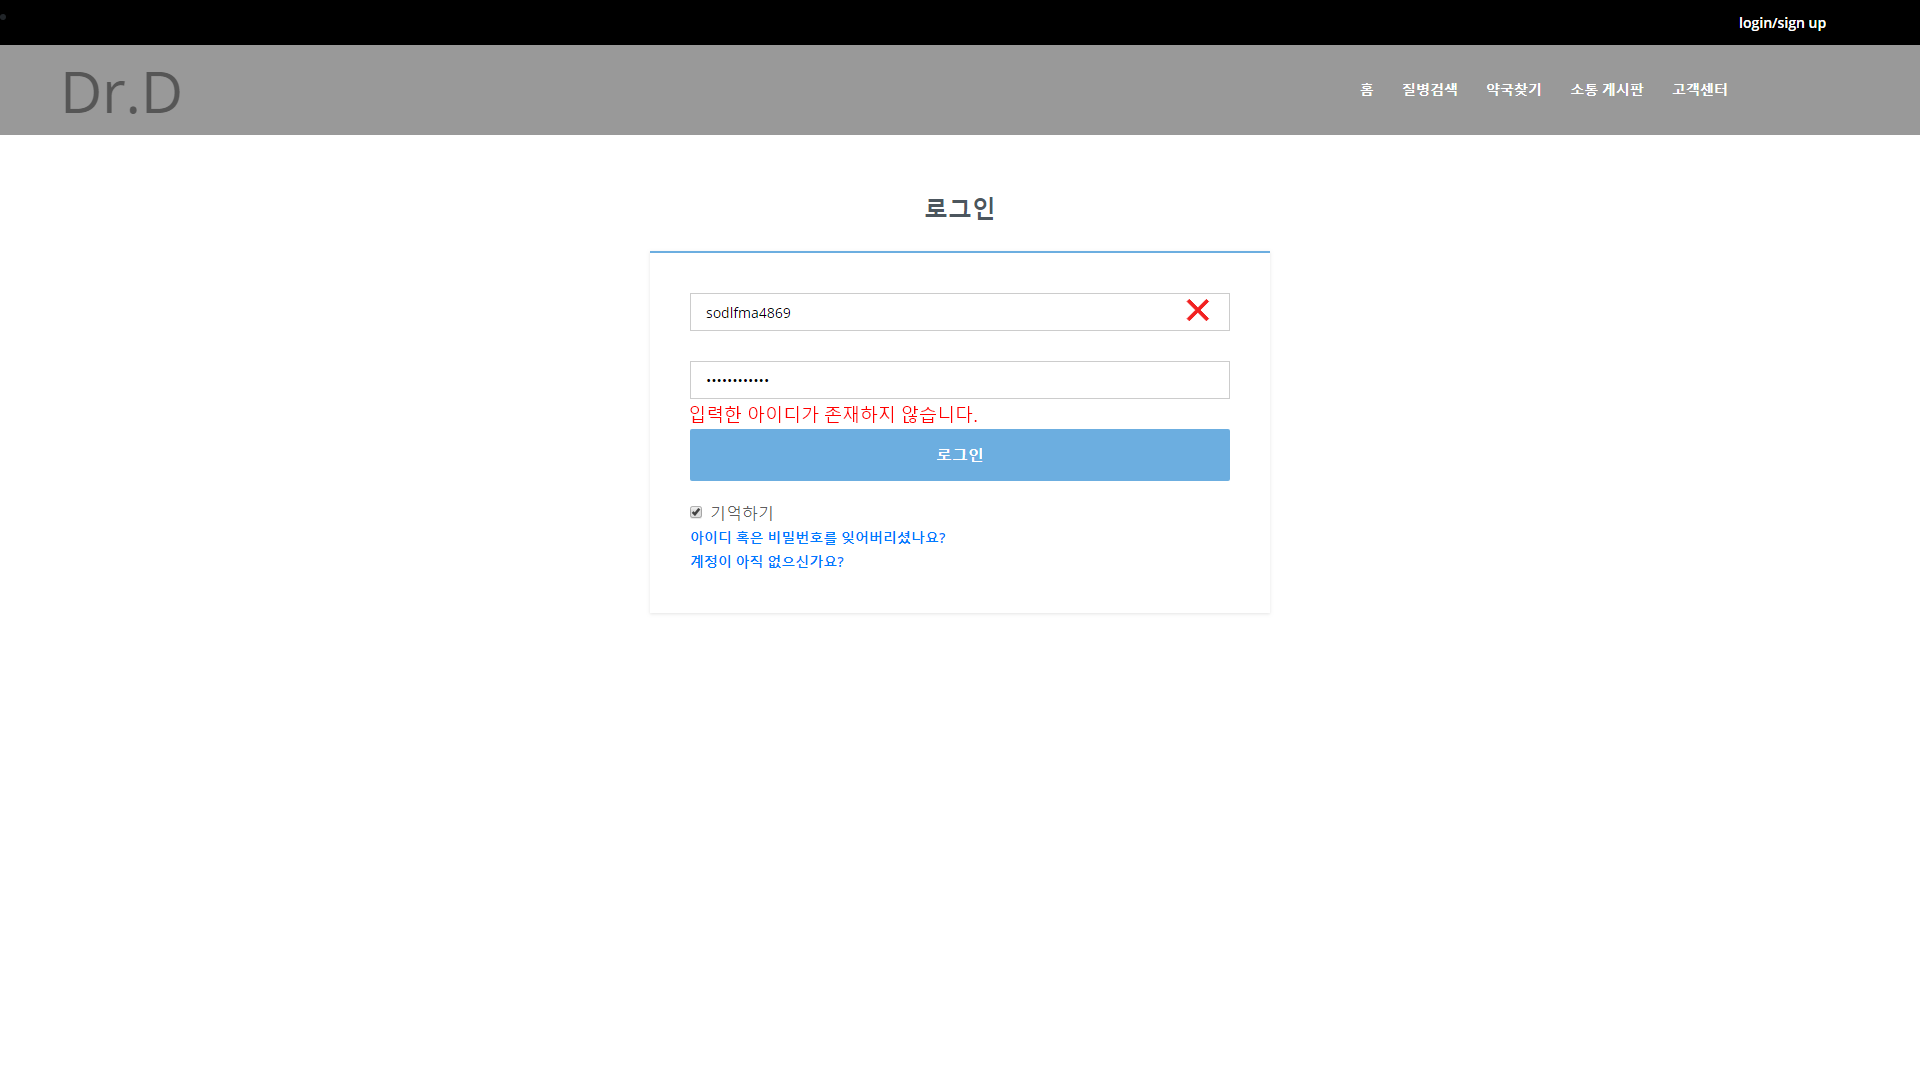 login/sign up
Dr.D
홈 질병검색 약국찾기 소통 게시판 고객센터
로그인
sodlfma4869
••••••••••••
입력한 아이디가 존재하지 않습니다.
로그인
기억하기
아이디 혹은 비밀번호를 잊어버리셨나요?
계정이 아직 없으신가요?